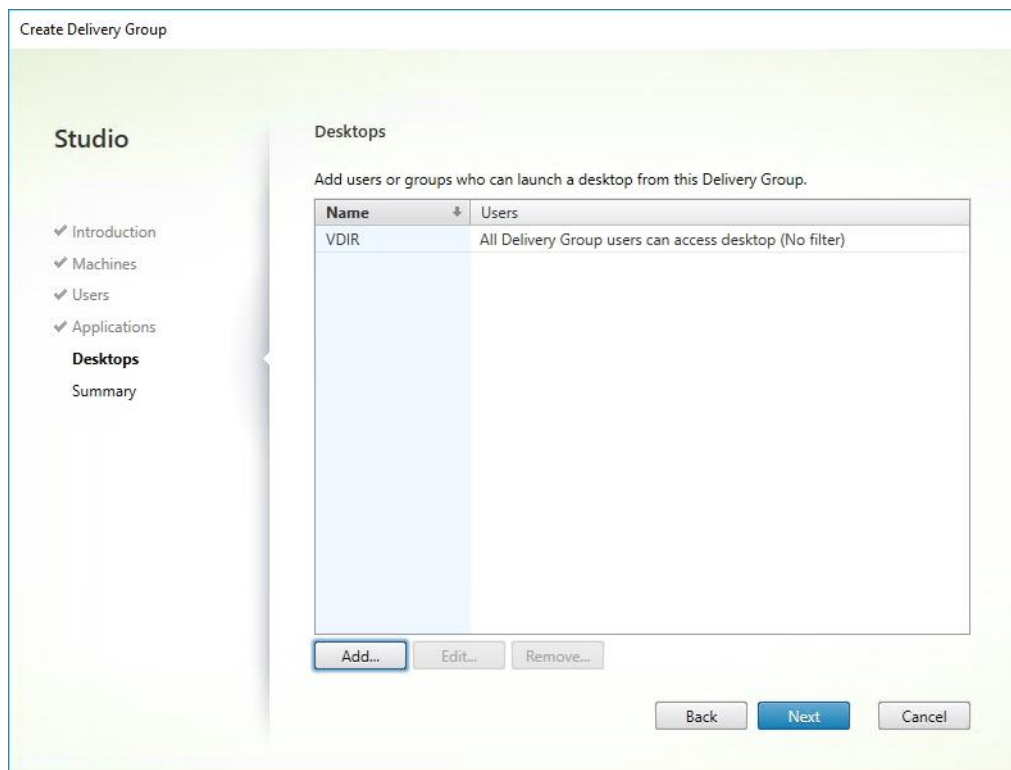 Create Delivery Group
Studio
Introduction
Machines
Users
Applications
Desktops
Summary
Desktops
Add users or groups who can launch a desktop from this Delivery Group.
Name Users
VDIR All Delivery Group users can access desktop (No filter)
Add... Edit... Remove...
Back Next Cancel